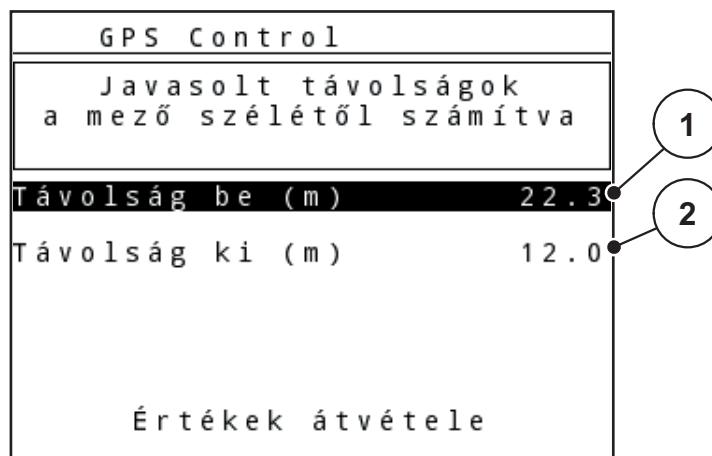 GPS Control
Javasolt távolságok
a mező szélétől számítva
Távolság be (m) 22.3
1
Távolság ki (m) 12.0
2
Értékek átvétele